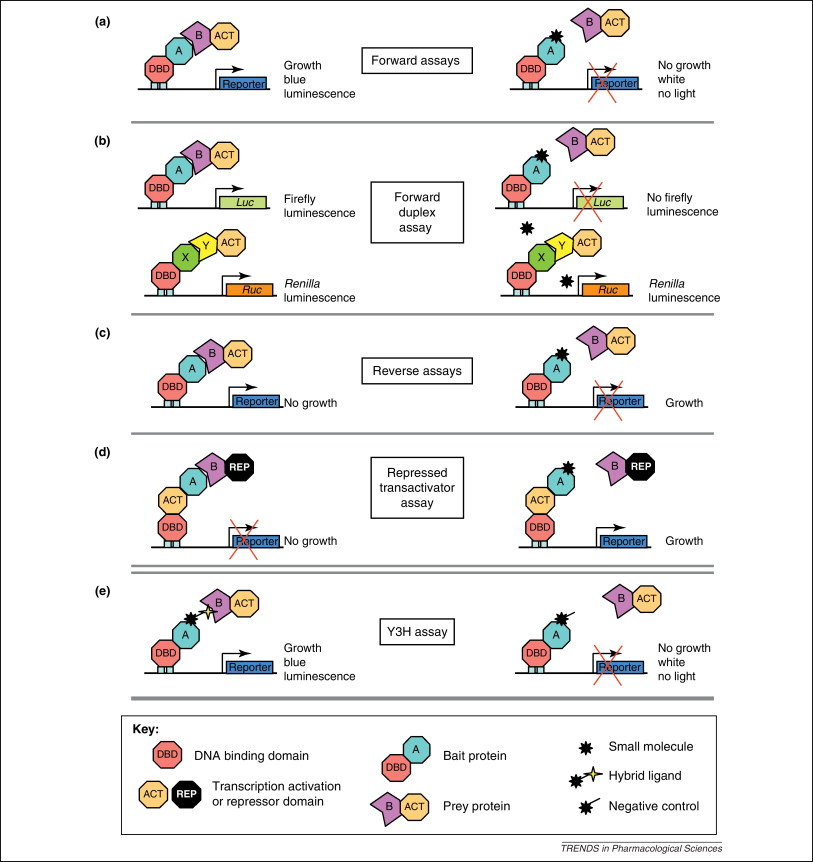 (a)
B
ACT
A
DBD
Reporter
Growth
blue
luminescence
Forward assays
B
ACT
A
DBD
Reporter
No growth
white
no light
(b)
B
ACT
A
DBD
Luc
Firefly
luminescence
Y
ACT
X
DBD
Ruc
Renilla
luminescence
Forward
duplex
assay
B
ACT
A
DBD
Luc
No firefly
luminescence
Y
ACT
X
DBD
Ruc
Renilla
luminescence
(c)
B
ACT
A
DBD
Reporter
No growth
Reverse assays
B
ACT
A
DBD
Reporter
Growth
(d)
B
REP
A
ACT
DBD
Reporter
No growth
Repressed
transactivator
assay
B
REP
A
ACT
DBD
Reporter
Growth
(e)
B
ACT
A
DBD
Reporter
Growth
blue
luminescence
Y3H assay
B
ACT
A
DBD
Reporter
No growth
white
no light
Key:
DBD
DNA binding domain
ACT
REP
Transcription activation
or repressor domain
A
DBD
Bait protein
B
ACT
Prey protein
Small molecule
Hybrid ligand
Negative control
TRENDS in Pharmacological Sciences